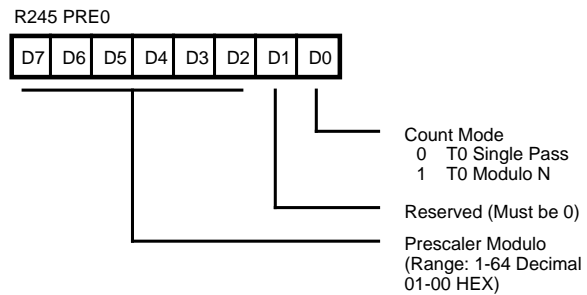 R245 PRE0
D7 D6 D5 D4 D3 D2 D1 D0
Count Mode
0 T0 Single Pass
1 T0 Modulo N
Reserved (Must be 0)
Prescaler Modulo
(Range: 1-64 Decimal
01-00 HEX)